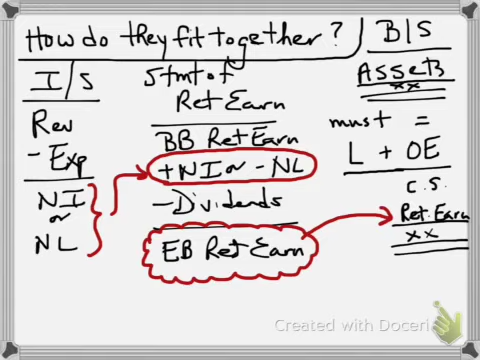 How do they fit together?
I/S
Rev
- Exp
NI
or
NL
Stmt of
Ret Earn
BB Ret Earn
+NI or - NL
- Dividends
EB Ret Earn
B/S
Assets
xx
must =
L + OE
C.S.
Ret. Earn
xx
Created with Doceri